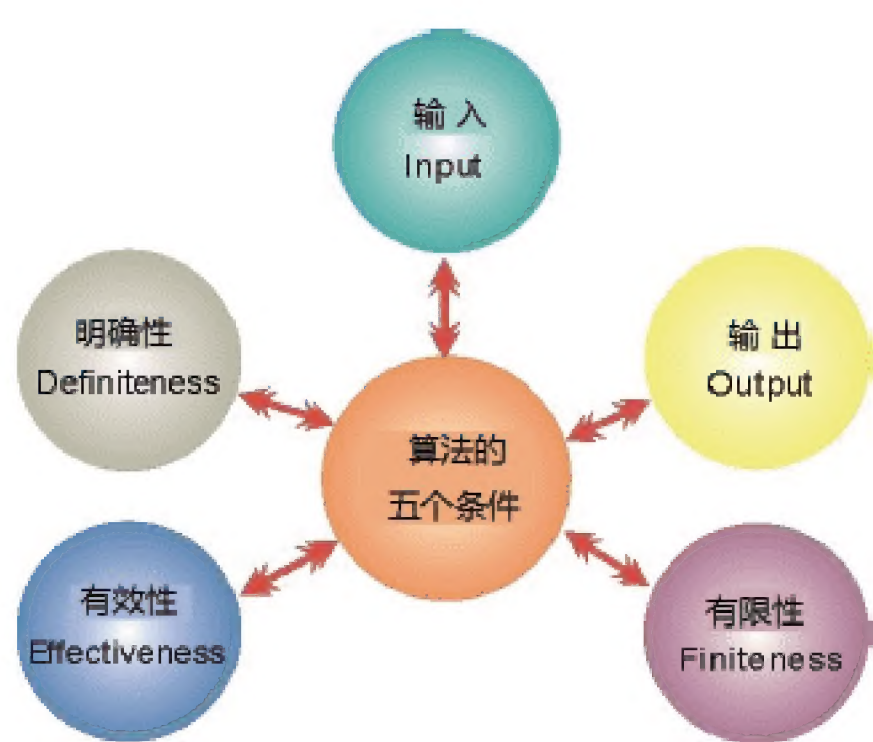 输入
Input
明确性
Definiteness
输出
Output
算法的
五个条件
有效性
Effectiveness
有限性
Finiteness